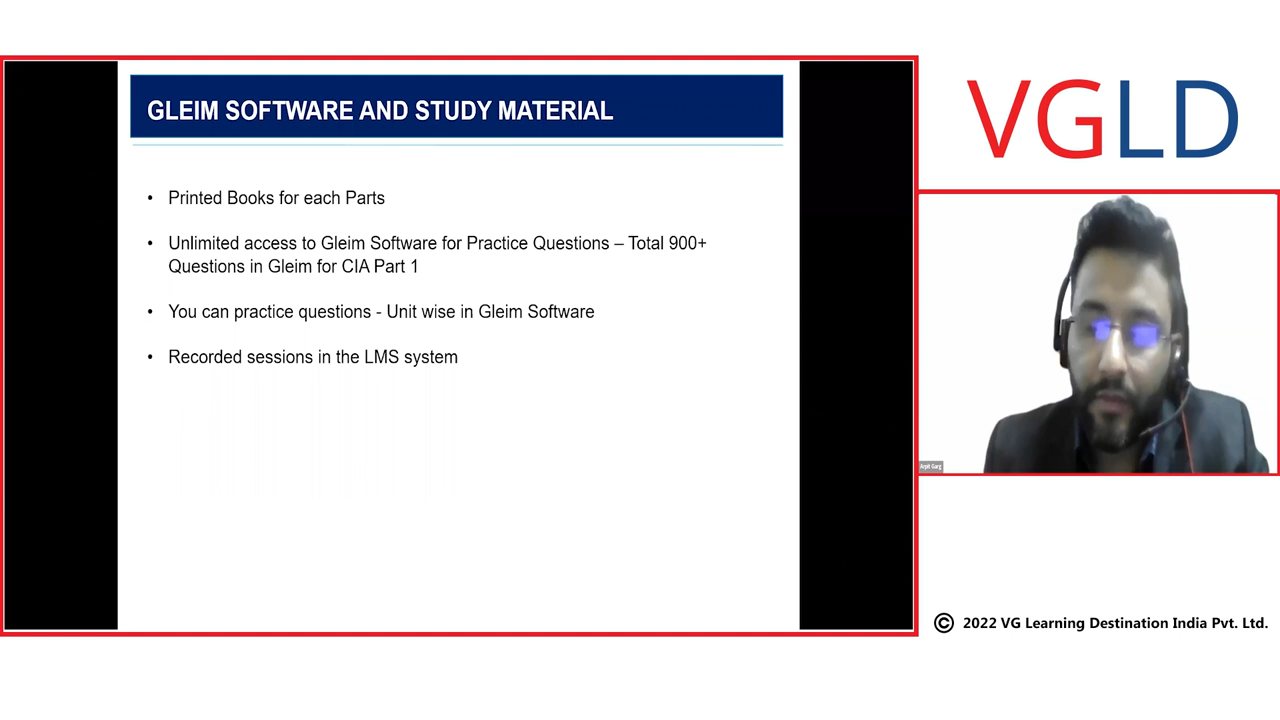 GLEIM SOFTWARE AND STUDY MATERIAL
• Printed Books for each Parts
• Unlimited access to Gleim Software for Practice Questions – Total 900+
Questions in Gleim for CIA Part 1
• You can practice questions - Unit wise in Gleim Software
• Recorded sessions in the LMS system
VGLD
Arpit Garg
© 2022 VG Learning Destination India Pvt. Ltd.